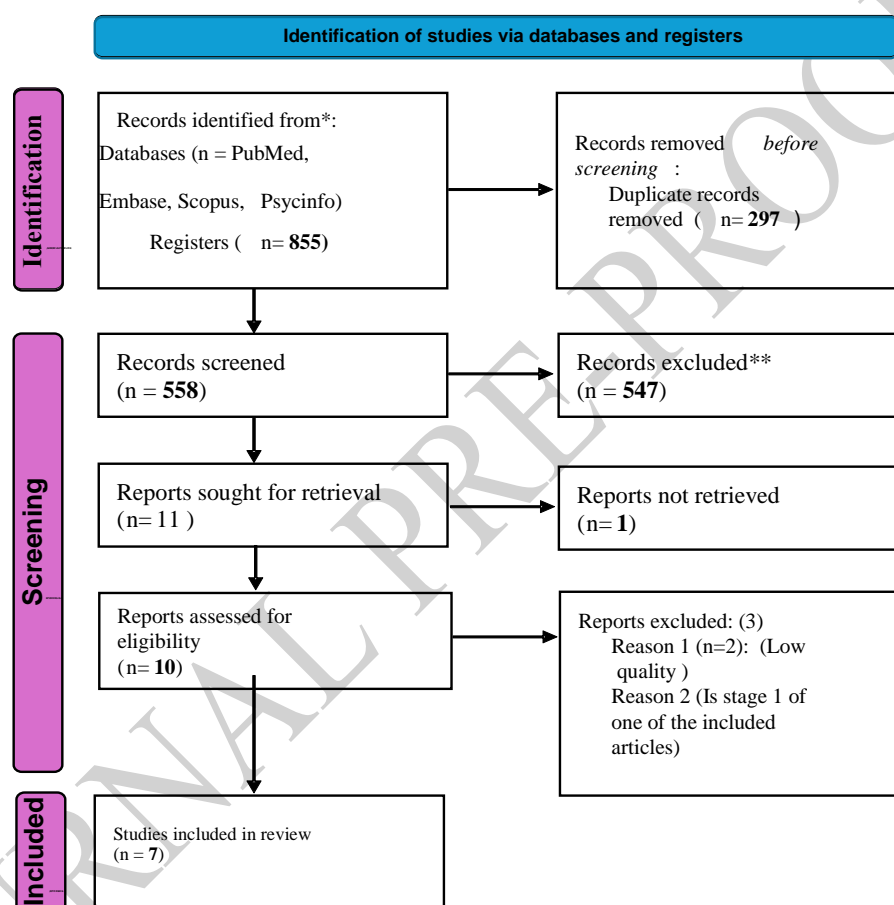 Identification of studies via databases and registers
Identification
Records identified from*:
Databases (n = PubMed,
Embase, Scopus, Psycinfo)
Registers ( n= 855)
Records removed before
screening :
Duplicate records
removed ( n= 297 )
Screening
Records screened
(n = 558)
Records excluded**
(n = 547)
Reports sought for retrieval
(n= 11 )
Reports not retrieved
(n= 1)
Reports assessed for
eligibility
(n= 10)
Reports excluded: (3)
Reason 1 (n=2): (Low
quality )
Reason 2 (Is stage 1 of
one of the included
articles)
Included
Studies included in review
(n = 7)
URNAL PRE-PROO